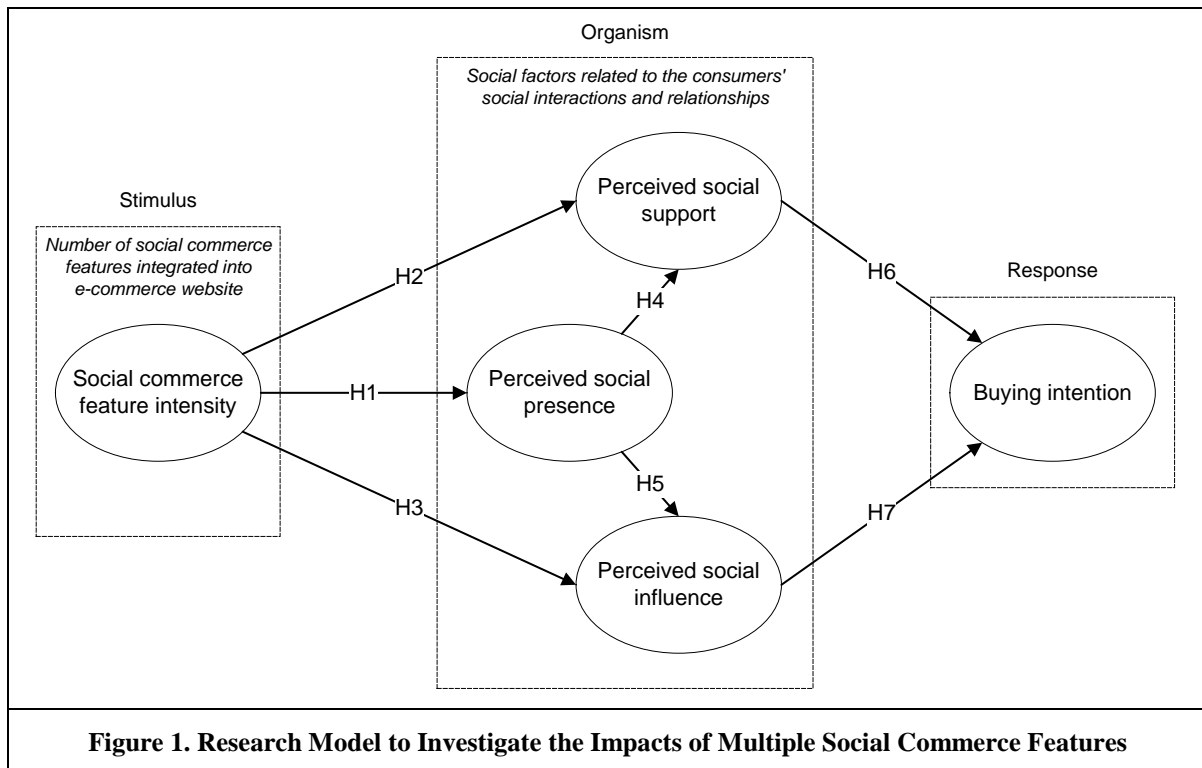 Organism
Social factors related to the consumers'
social interactions and relationships
Perceived social
support
Stimulus
Number of social commerce
features integrated into
e-commerce website
H2
H6
Response
H4
Social commerce
feature intensity
H1
Perceived social
presence
Buying intention
H5
H3
H7
Perceived social
influence
Figure 1. Research Model to Investigate the Impacts of Multiple Social Commerce Features